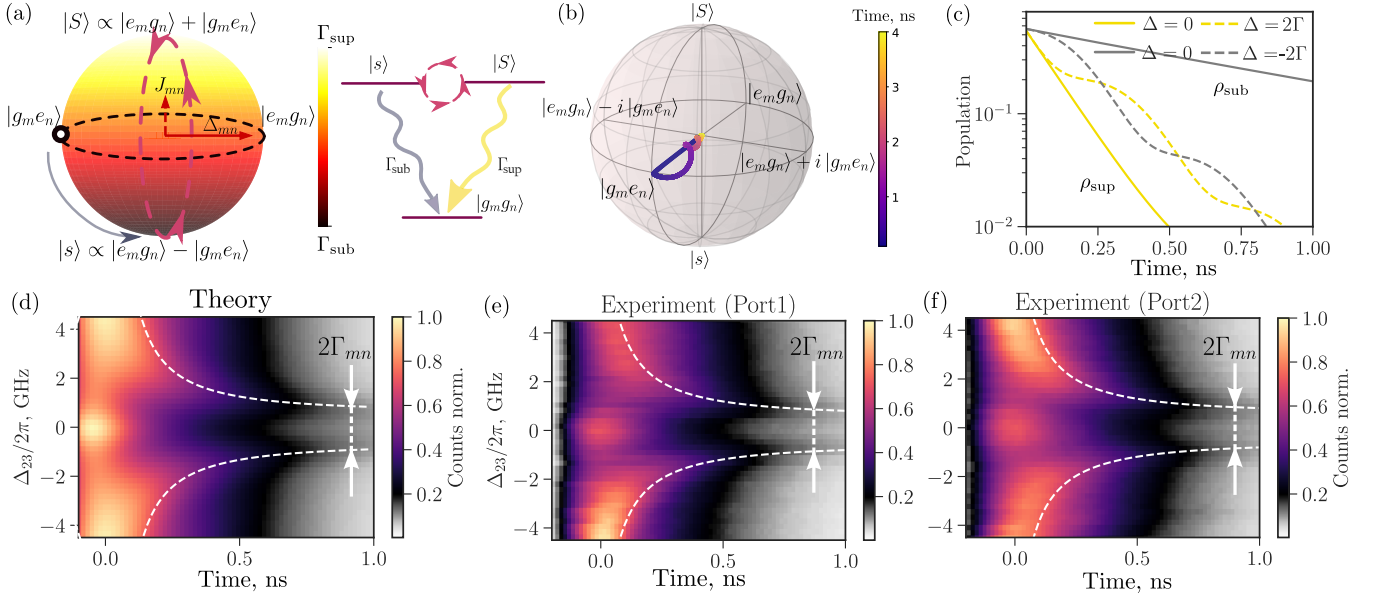 (a)
|S⟩ ∝ |e_m g_n⟩ + |g_m e_n⟩
J_mn
Δ_mn
|g_m e_n⟩
|e_m g_n⟩
|s⟩ ∝ |e_m g_n⟩ − |g_m e_n⟩
Γ_sup
Γ_sub
|s⟩
|S⟩
Γ_sub
Γ_sup
|g_m g_n⟩
(b)
|S⟩
|e_m g_n⟩
|e_m g_n⟩ − i |g_m e_n⟩
|e_m g_n⟩ + i |g_m e_n⟩
|g_m e_n⟩
|s⟩
Time, ns
4
3
2
1
(c)
Δ = 0
Δ = 2Γ
Δ = 0
Δ = -2Γ
ρ_sub
ρ_sup
Population
10⁻¹
10⁻²
0.00
0.25
0.50
0.75
1.00
Time, ns
(d)
Theory
2Γ_mn
Δ₂₃/2π, GHz
4
2
0
−2
−4
0.0
0.5
1.0
Time, ns
1.0
0.8
0.6
0.4
0.2
Counts norm.
(e)
Experiment (Port1)
2Γ_mn
Δ₂₃/2π, GHz
4
2
0
−2
−4
0.0
0.5
1.0
Time, ns
1.0
0.8
0.6
0.4
0.2
(f)
Experiment (Port2)
2Γ_mn
4
2
0
−2
−4
0.0
0.5
1.0
Time, ns
1.0
0.8
0.6
0.4
0.2
Counts norm.